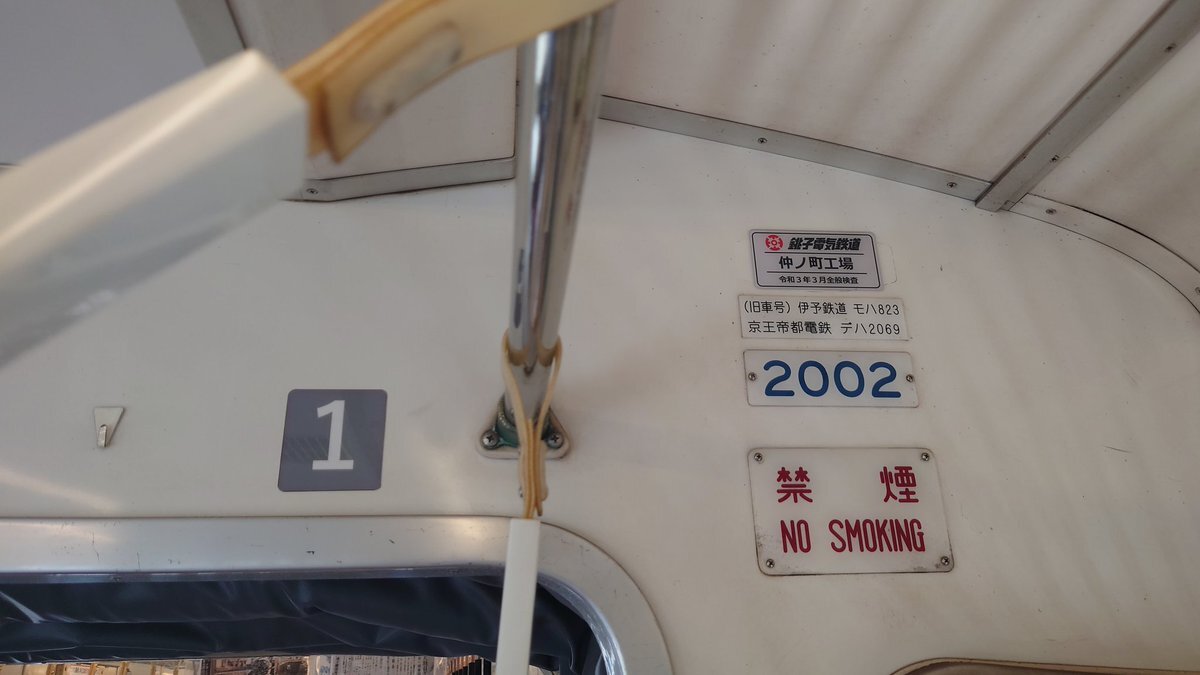 銚子電気鉄道
仲ノ町工場
令和3年3月全般検査
(旧車号) 伊予鉄道 モハ823
京王帝都電鉄 デハ2069
2002
1
禁 煙
NO SMOKING